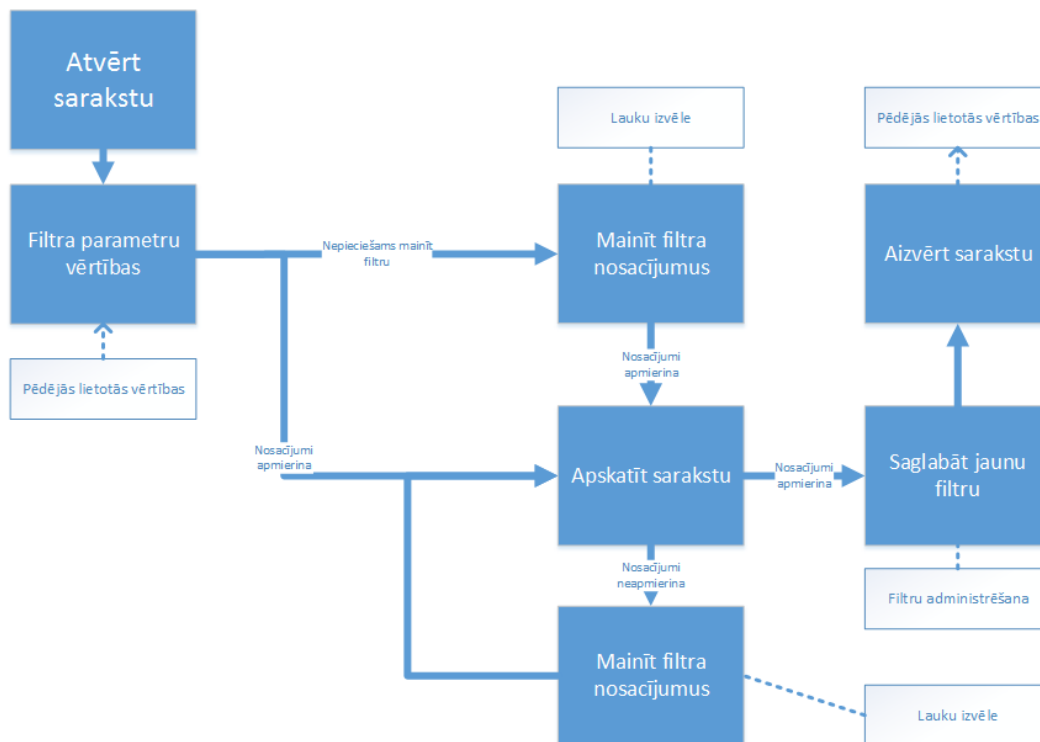 Atvērt
sarakstu
Lauku izvēle
Pēdējās lietotās vērtības
Filtra parametru
vērtības
Nepieciešams mainīt
filtru
Mainīt filtra
nosacījumus
Aizvērt sarakstu
Pēdējās lietotās vērtības
Nosacījumi
apmierina
Nosacījumi
apmierina
Apskatīt sarakstu
Nosacījumi
apmierina
Saglabāt jaunu
filtru
Nosacījumi
neapmierina
Filtru administrēšana
Mainīt filtra
nosacījumus
Lauku izvēle